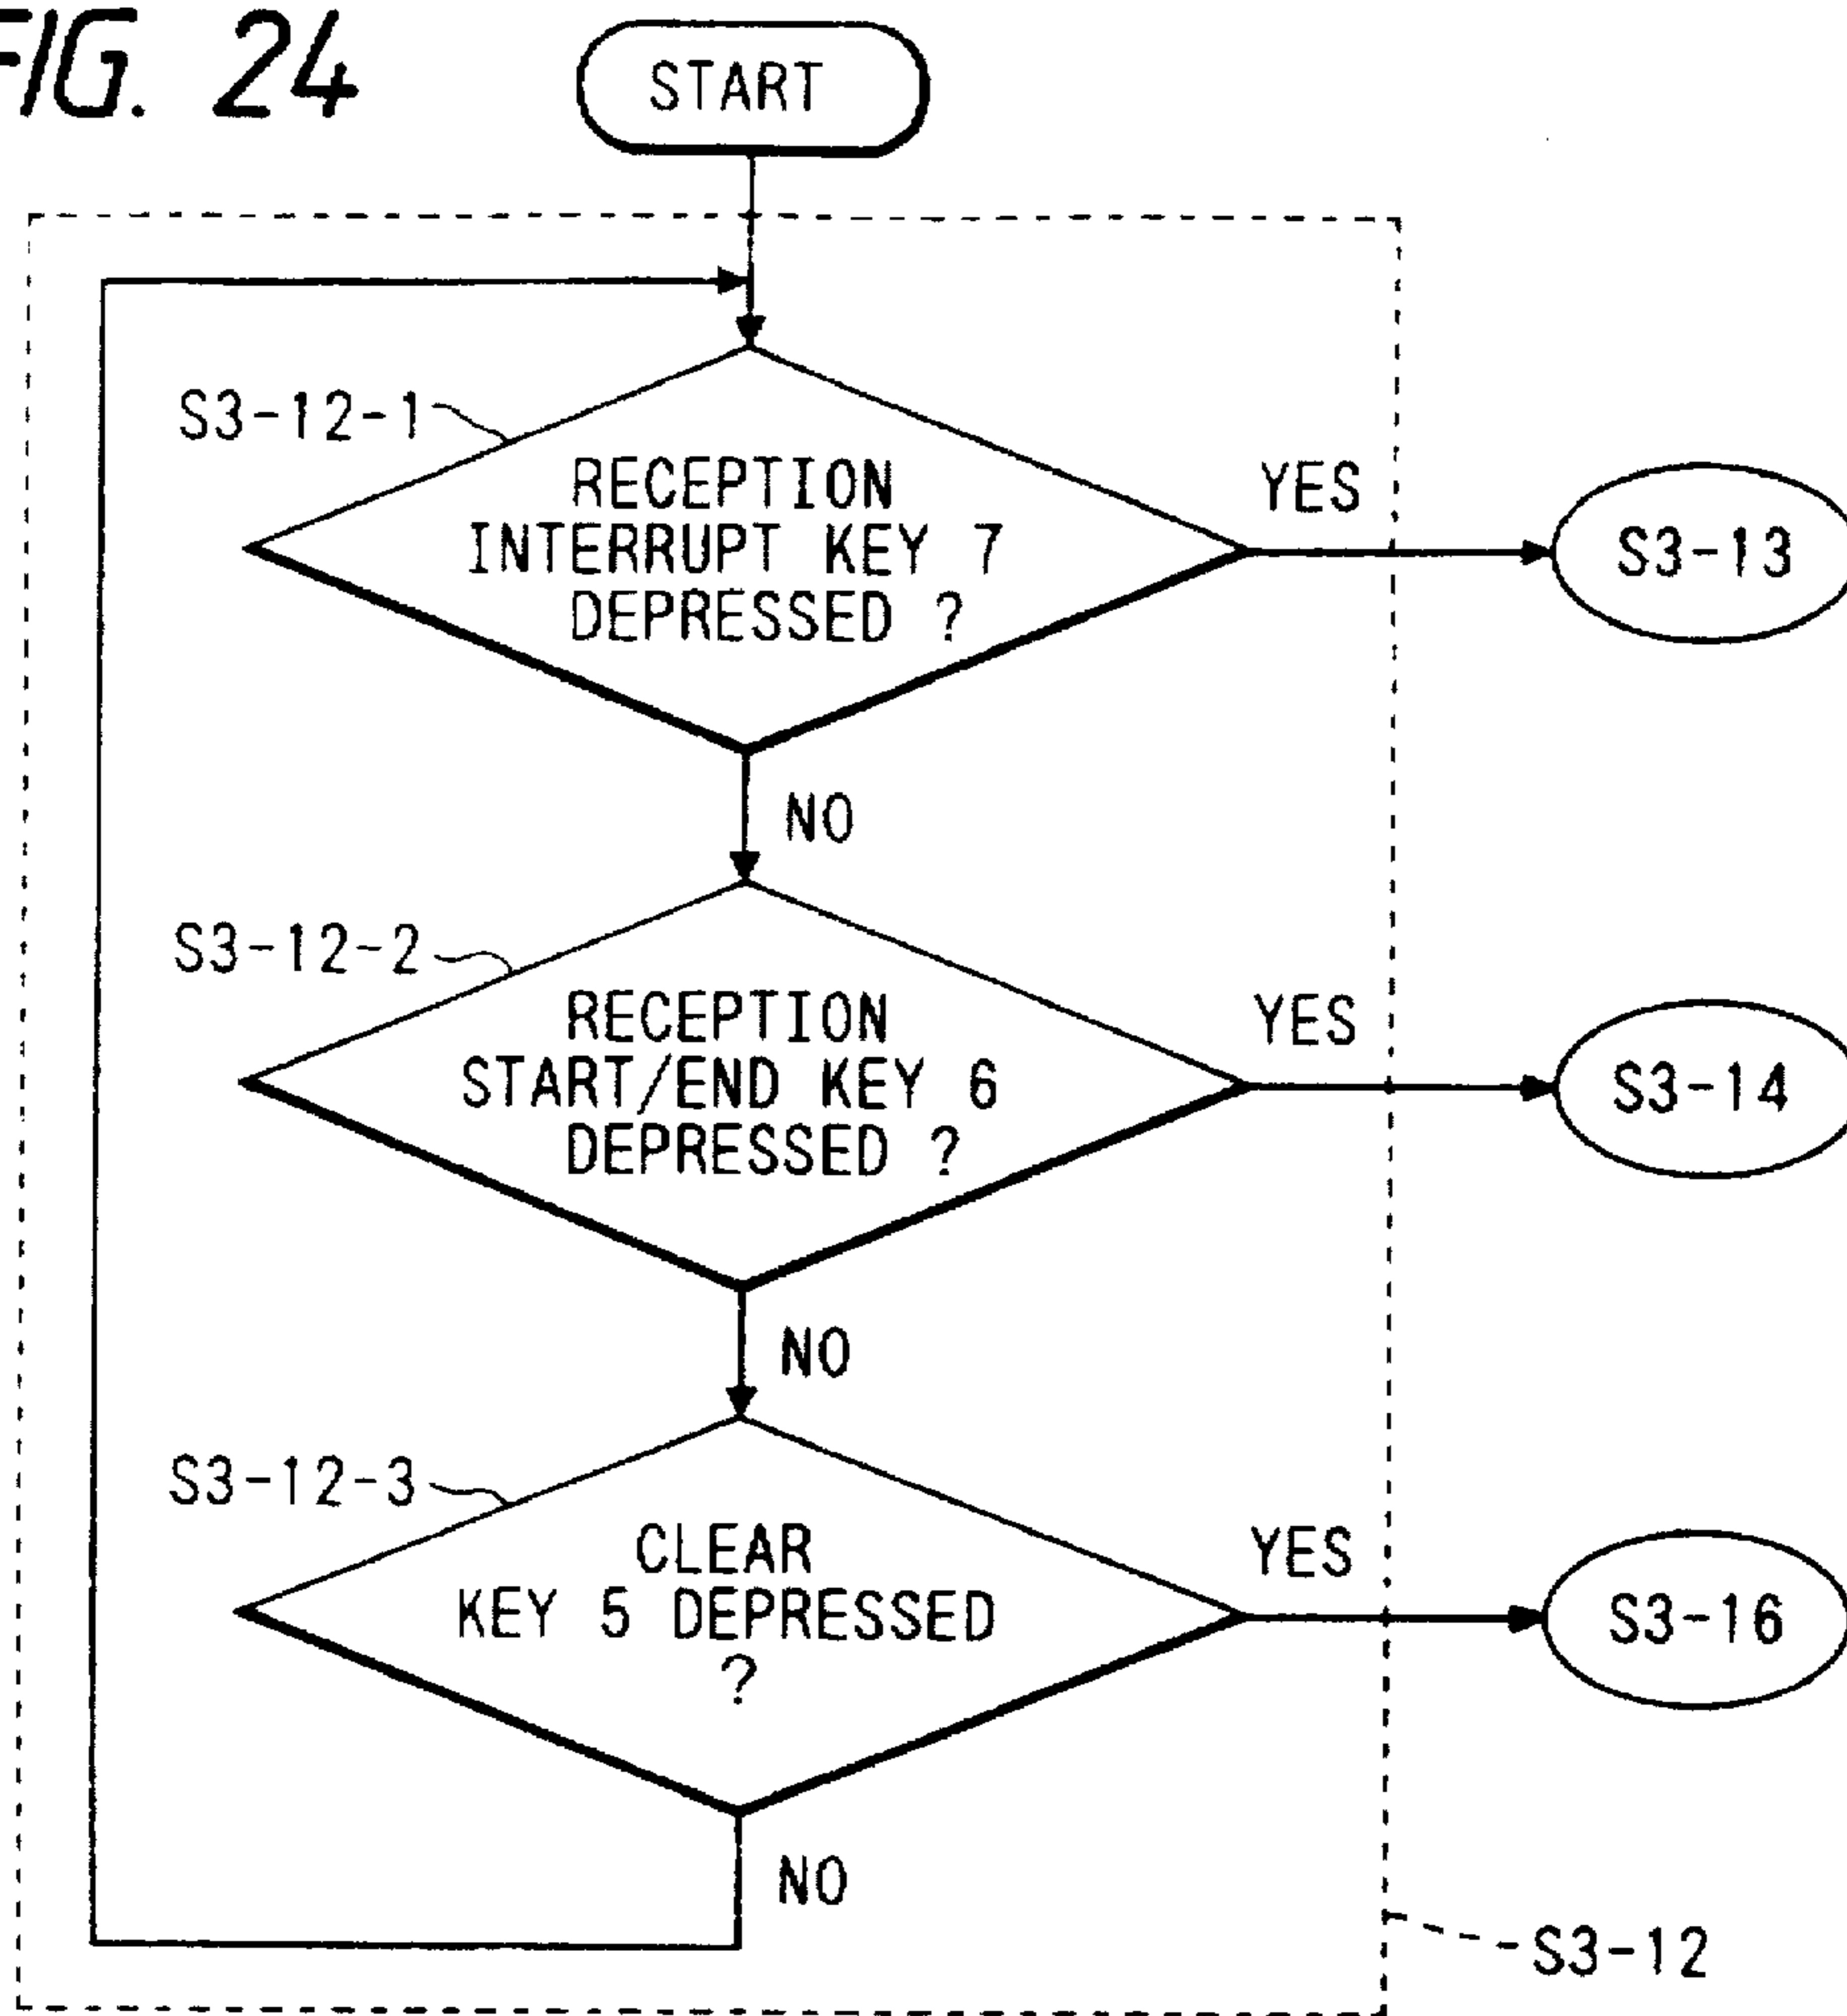 FIG. 24
START
S3-12-1
RECEPTION
INTERRUPT KEY 7
DEPRESSED ?
YES
S3-13
NO
S3-12-2
RECEPTION
START/END KEY 6
DEPRESSED ?
YES
S3-14
NO
S3-12-3
CLEAR
KEY 5 DEPRESSED
?
YES
S3-16
NO
S3-12